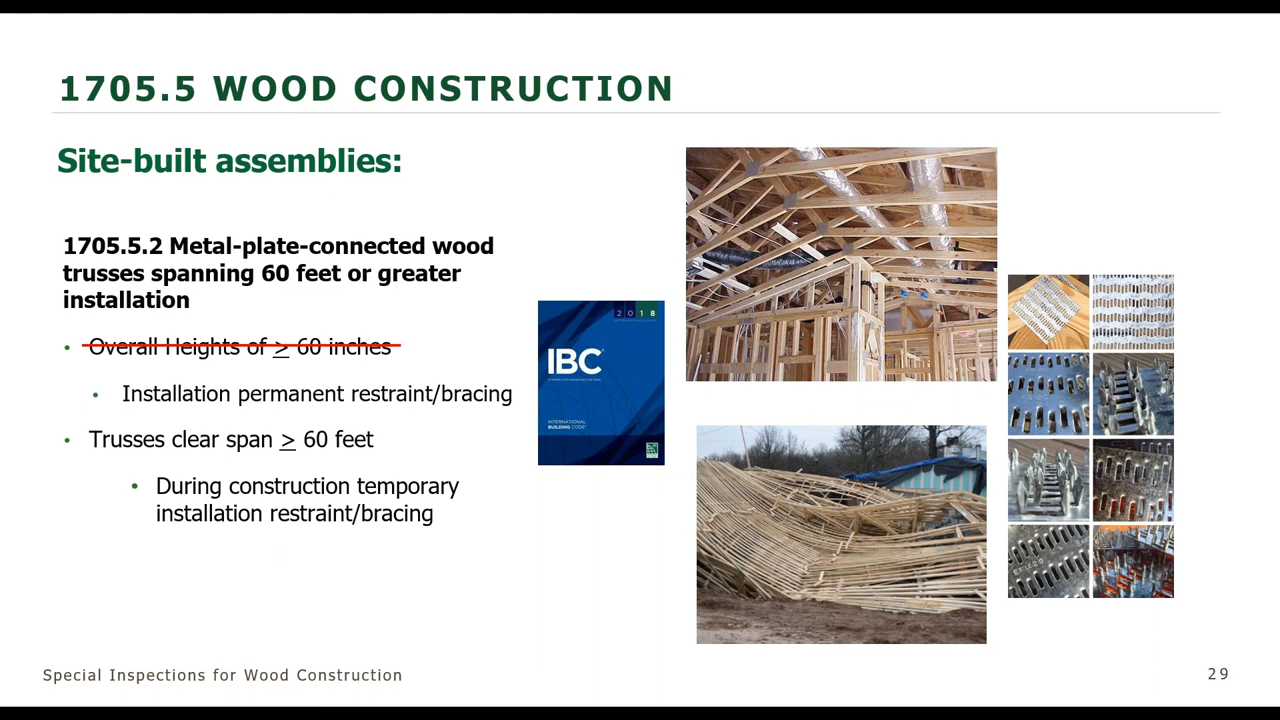 1705.5 WOOD CONSTRUCTION
Site-built assemblies:
1705.5.2 Metal-plate-connected wood
trusses spanning 60 feet or greater
installation
• Overall Heights of ≥ 60 inches
• Installation permanent restraint/bracing
• Trusses clear span ≥ 60 feet
• During construction temporary
installation restraint/bracing
2018
IBC
INTERNATIONAL
BUILDING CODE
Special Inspections for Wood Construction
29